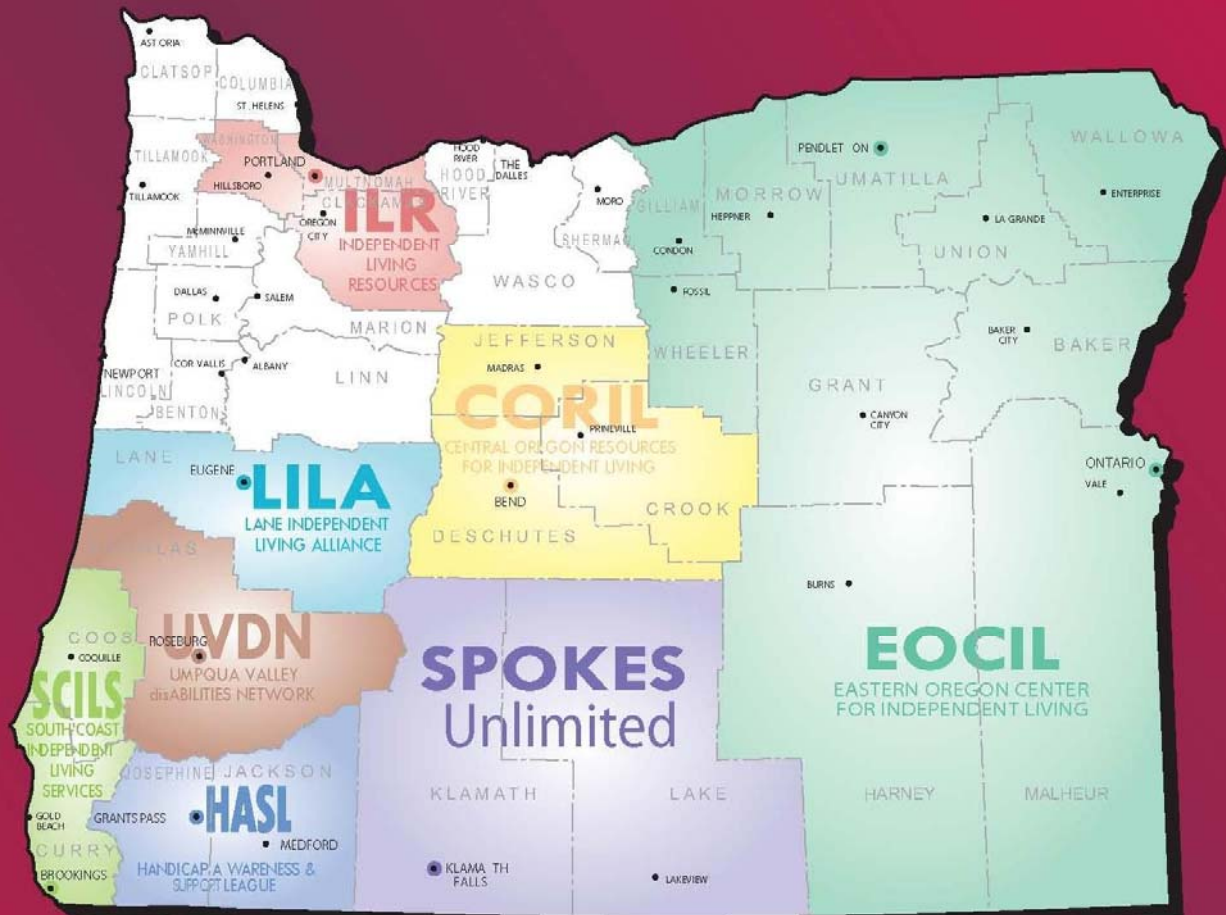 ASTORIA
CLATSOP
COLUMBIA
ST. HELENS
WASHINGTON
TILLAMOOK
PORTLAND
HILLSBORO
TILLAMOOK
MULTNOMAH
CLACKAMAS
OREGON
CITY
ILR
INDEPENDENT
LIVING
RESOURCES
HOOD
RIVER
HOOD
RIVER
THE
DALLES
MORO
SHERMA
WASCO
McMINNVILLE
YAMHILL
DALLAS
SALEM
POLK
MARION
CORVALLIS
ALBANY
LINN
NEWPORT
LINCOLN
BENTON
GILLIAM
CONDON
MORROW
HEPPNER
PENDLET ON
UMATILLA
WALLOWA
ENTERPRISE
LA GRANDE
UNION
FOSSIL
WHEELER
BAKER
CITY
BAKER
GRANT
CANYON
CITY
JEFFERSON
MADRAS
CORIL
PRINEVILLE
CENTRAL OREGON RESOURCES
FOR INDEPENDENT LIVING
BEND
CROOK
DESCHUTES
LANE
EUGENE
LILA
LANE INDEPENDENT
LIVING ALLIANCE
ONTARIO
VALE
BURNS
EOCIL
EASTERN OREGON CENTER
FOR INDEPENDENT LIVING
HARNEY
MALHEUR
ROSEBURG
UVDN
UMPQUA VALLEY
disABILITIES NETWORK
COOS
COQUILLE
SCILS
SOUTH COAST
INDEPENDENT
LIVING
SERVICES
GOLD
BEACH
CURRY
BROOKINGS
JOSEPHINE
JACKSON
GRANTS PASS
HASL
MEDFORD
HANDICAP A WARENESS &
SUPPORT LEAGUE
SPOKES
Unlimited
KLAMATH
LAKE
KLAMA TH
FALLS
LAKEVIEW